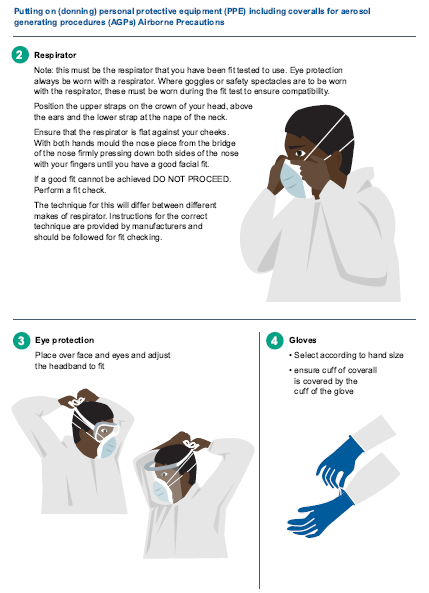 Putting on (donning) personal protective equipment (PPE) including coveralls for aerosol
generating procedures (AGPs) Airborne Precautions
2 Respirator
Note: this must be the respirator that you have been fit tested to use. Eye protection
always be worn with a respirator. Where goggles or safety spectacles are to be worn
with the respirator, these must be worn during the fit test to ensure compatibility.
Position the upper straps on the crown of your head, above
the ears and the lower strap at the nape of the neck.
Ensure that the respirator is flat against your cheeks.
With both hands mould the nose piece from the bridge
of the nose firmly pressing down both sides of the nose
with your fingers until you have a good facial fit.
If a good fit cannot be achieved DO NOT PROCEED.
Perform a fit check.
The technique for this will differ between different
makes of respirator. Instructions for the correct
technique are provided by manufacturers and
should be followed for fit checking.
3 Eye protection
Place over face and eyes and adjust
the headband to fit
4 Gloves
• Select according to hand size
• ensure cuff of coverall
is covered by the
cuff of the glove